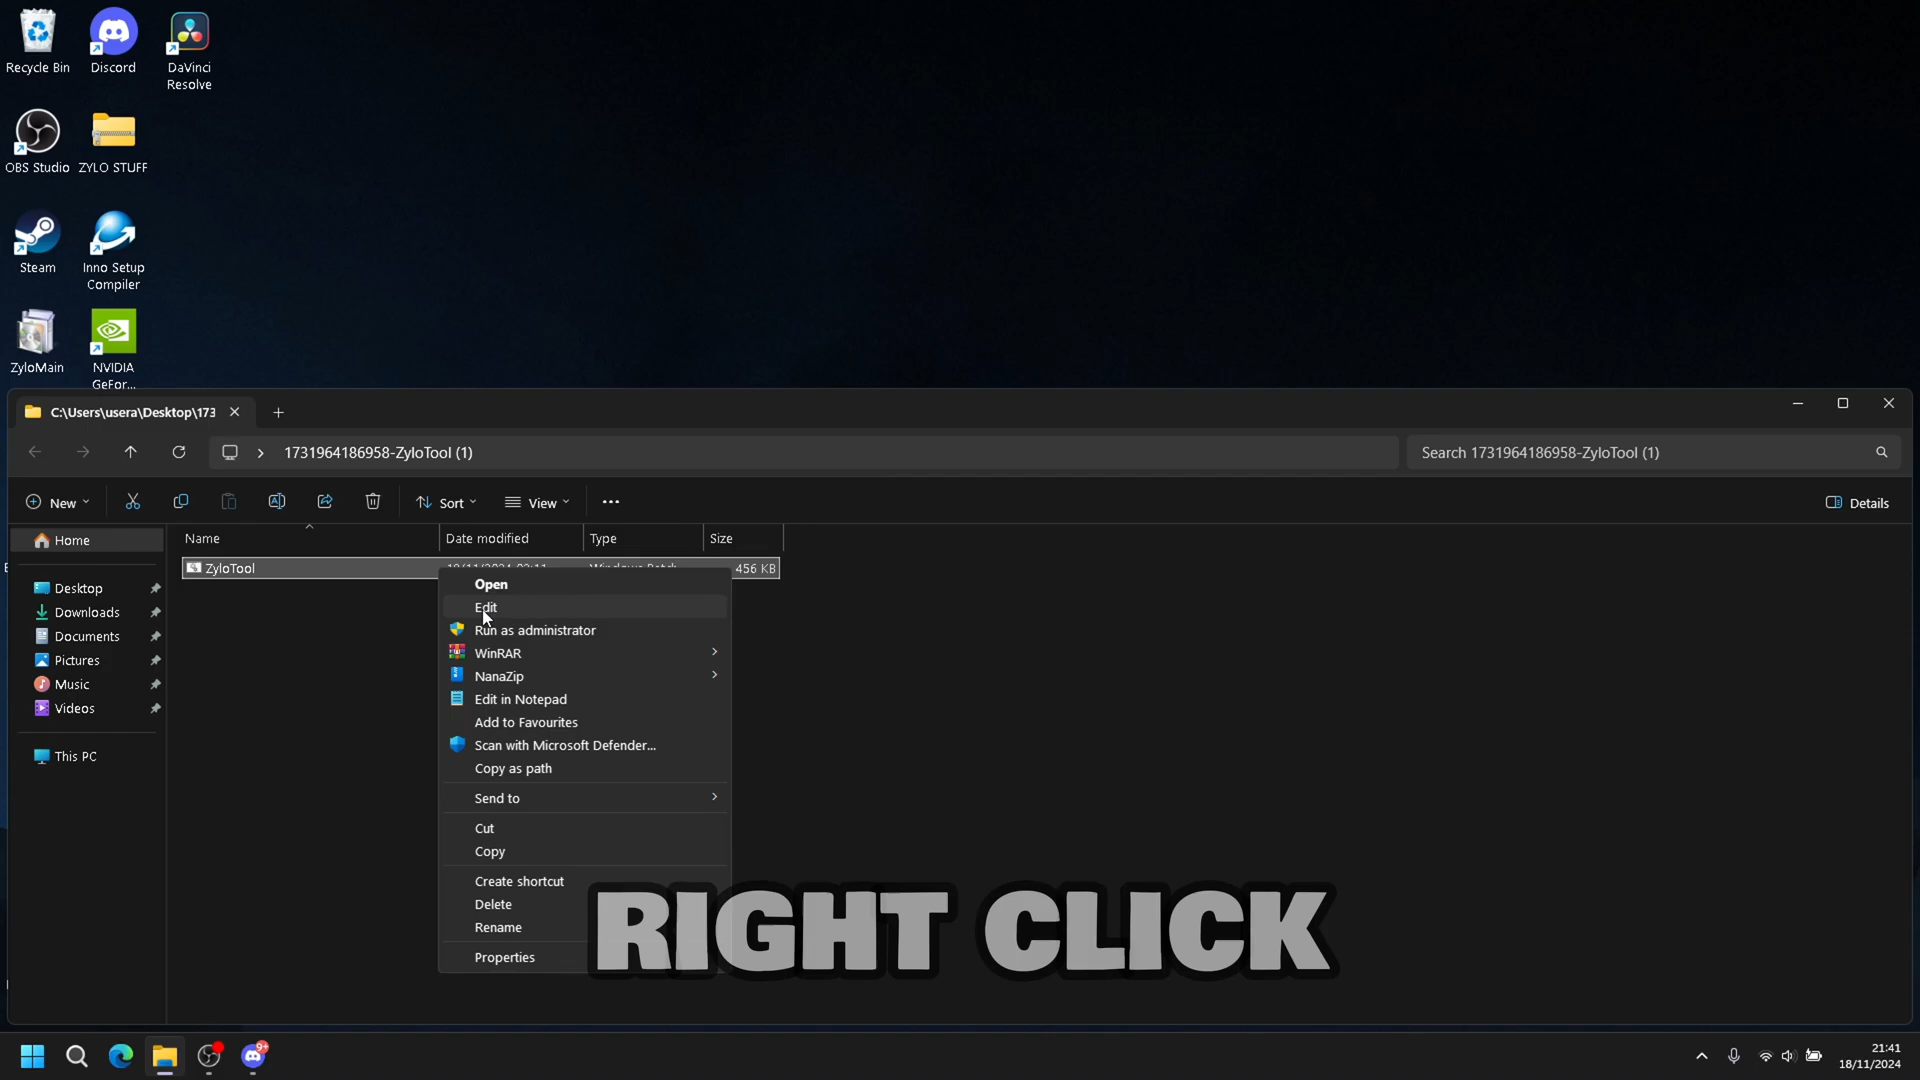 Recycle Bin
Discord
DaVinci
Resolve
OBS Studio
ZYLO STUFF
Steam
Inno Setup
Compiler
ZyloMain
NVIDIA
GeFor...
C:\Users\usera\Desktop\173
1731964186958-ZyloTool (1)
Search 1731964186958-ZyloTool (1)
New
Sort
View
Details
Name
Date modified
Type
Size
Home
ZyloTool
456 KB
Desktop
Downloads
Documents
Pictures
Music
Videos
This PC
Open
Edit
Run as administrator
WinRAR
NanaZip
Edit in Notepad
Add to Favourites
Scan with Microsoft Defender...
Copy as path
Send to
Cut
Copy
Create shortcut
Delete
Rename
Properties
RIGHT CLICK
9+
21:41
18/11/2024